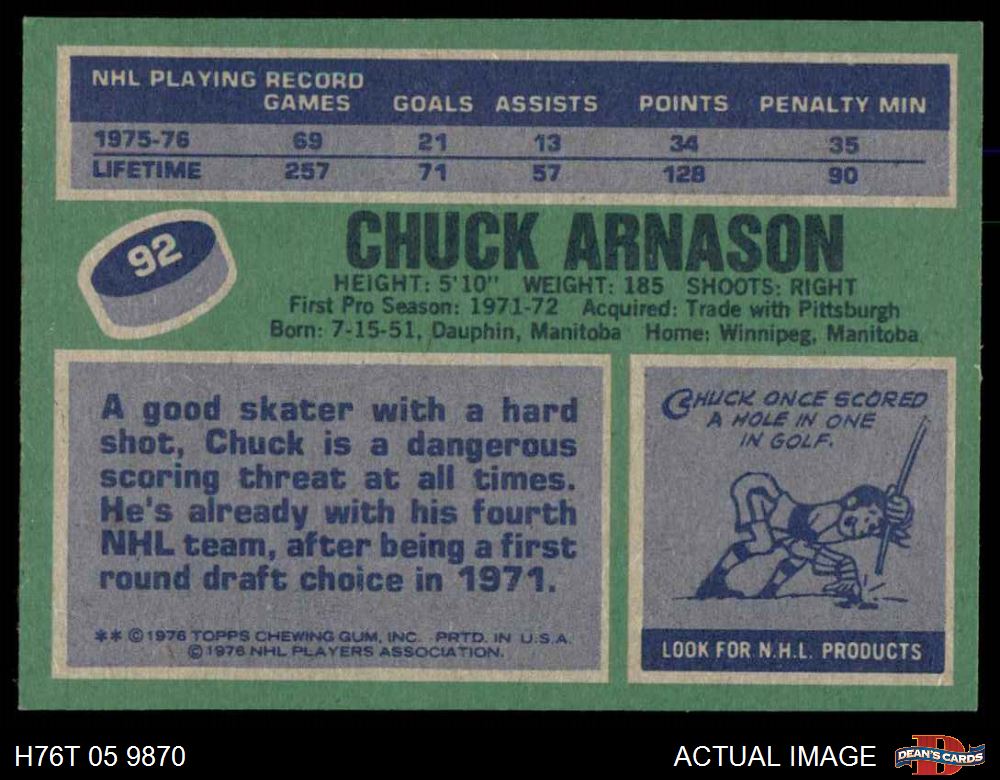 NHL PLAYING RECORD
GAMES GOALS ASSISTS POINTS PENALTY MIN
1975-76 69 21 13 34 35
LIFETIME 257 71 57 128 90
92
CHUCK ARNASON
HEIGHT: 5'10" WEIGHT: 185 SHOOTS: RIGHT
First Pro Season: 1971-72 Acquired: Trade with Pittsburgh
Born: 7-15-51, Dauphin, Manitoba Home: Winnipeg, Manitoba
A good skater with a hard
shot, Chuck is a dangerous
scoring threat at all times.
He's already with his fourth
NHL team, after being a first
round draft choice in 1971.
** ©1976 TOPPS CHEWING GUM, INC. PRTD. IN U.S.A.
©1976 NHL PLAYERS ASSOCIATION.
CHUCK ONCE SCORED
A HOLE IN ONE
IN GOLF.
LOOK FOR N.H.L. PRODUCTS
H76T 05 9870
ACTUAL IMAGE
D
DEAN'S CARDS